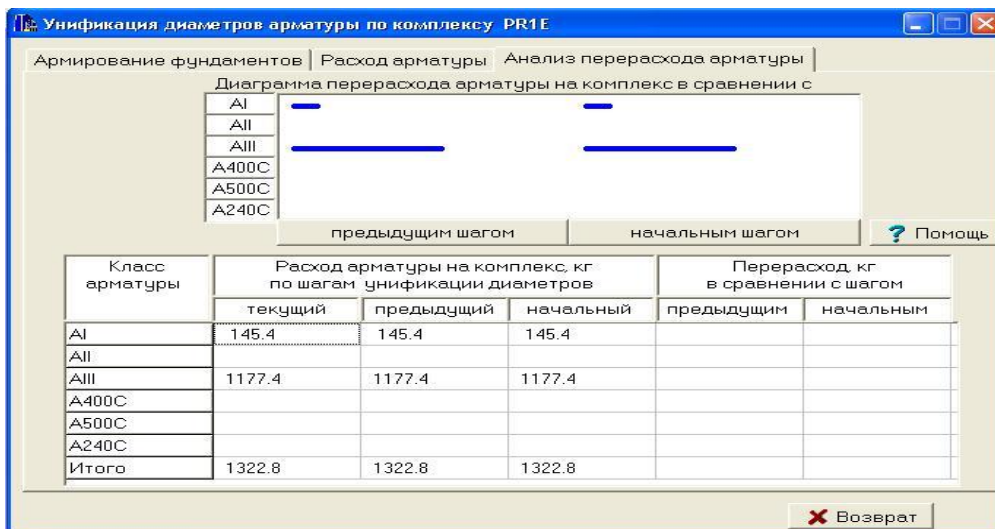 Унификация диаметров арматуры по комплексу PR1E
Армирование фундаментов Расход арматуры Анализ перерасхода арматуры
Диаграмма перерасхода арматуры на комплекс в сравнении с
AI
AII
AIII
A400C
A500C
A240C
предыдущим шагом начальным шагом ? Помощь
Класс арматуры
Расход арматуры на комплекс, кг
по шагам унификации диаметров
Перерасход, кг
в сравнении с шагом
текущий предыдущий начальный предыдущим начальным
AI 145.4 145.4 145.4
AII
AIII 1177.4 1177.4 1177.4
A400C
A500C
A240C
Итого 1322.8 1322.8 1322.8
Возврат